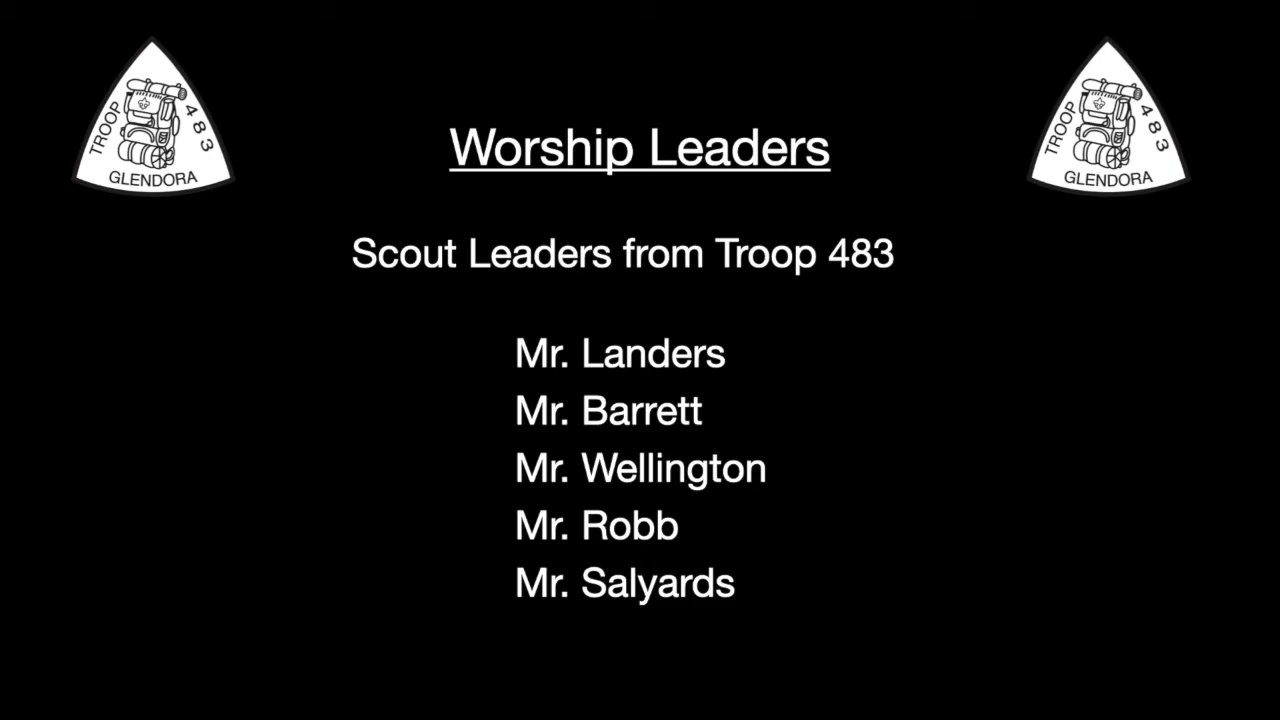 TROOP 483
GLENDORA
TROOP 483
GLENDORA
Worship Leaders
Scout Leaders from Troop 483
Mr. Landers
Mr. Barrett
Mr. Wellington
Mr. Robb
Mr. Salyards